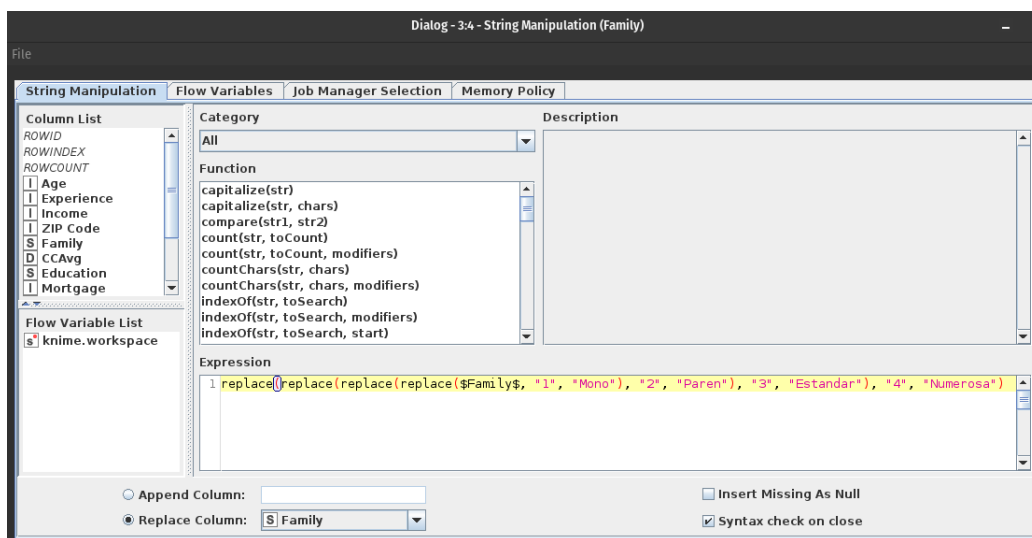 Dialog - 3:4 - String Manipulation (Family)
File
String Manipulation Flow Variables Job Manager Selection Memory Policy
Column List
ROWID
ROWINDEX
ROWCOUNT
I Age
I Experience
I Income
I ZIP Code
S Family
D CCAvg
S Education
I Mortgage
Flow Variable List
s knime.workspace
Category
All
Function
capitalize(str)
capitalize(str, chars)
compare(str1, str2)
count(str, toCount)
count(str, toCount, modifiers)
countChars(str, chars)
countChars(str, chars, modifiers)
indexOf(str, toSearch)
indexOf(str, toSearch, modifiers)
indexOf(str, toSearch, start)
Description
Expression
1 replace(replace(replace(replace($Family$, "1", "Mono"), "2", "Paren"), "3", "Estandar"), "4", "Numerosa")
Append Column:
Replace Column: S Family
Insert Missing As Null
Syntax check on close